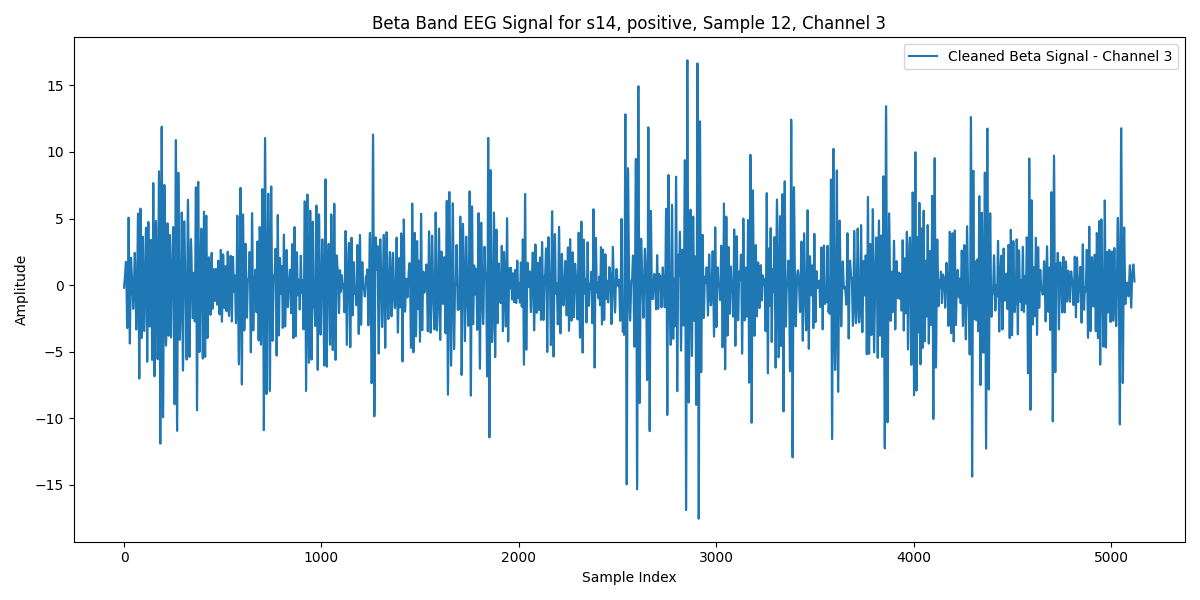 Beta Band EEG Signal for s14, positive, Sample 12, Channel 3
Cleaned Beta Signal - Channel 3
Amplitude
15
10
5
0
−5
−10
−15
0 1000 2000 3000 4000 5000
Sample Index